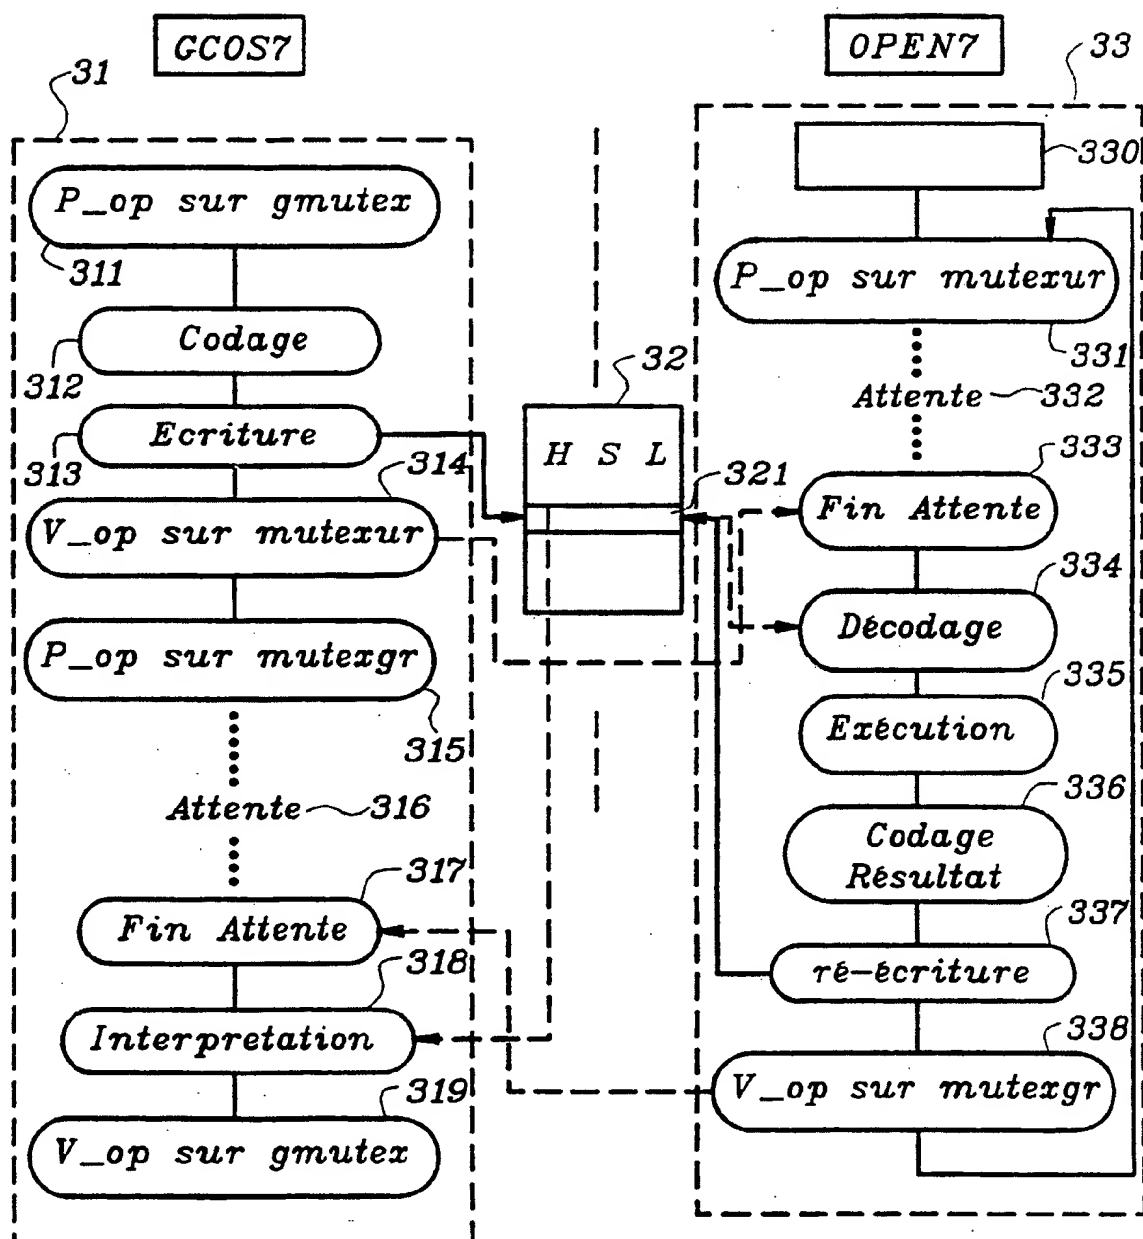 GCOS7
OPEN7
31
33
P_op sur gmutex
311
Codage
312
Ecriture
313
314
V_op sur mutexur
P_op sur mutexgr
315
Attente 316
317
Fin Attente
318
Interpretation
319
V_op sur gmutex
32
H S L
321
330
P_op sur mutexur
331
Attente 332
333
Fin Attente
334
Décodage
335
Exécution
336
Codage
Résultat
337
ré-écriture
338
V_op sur mutexgr